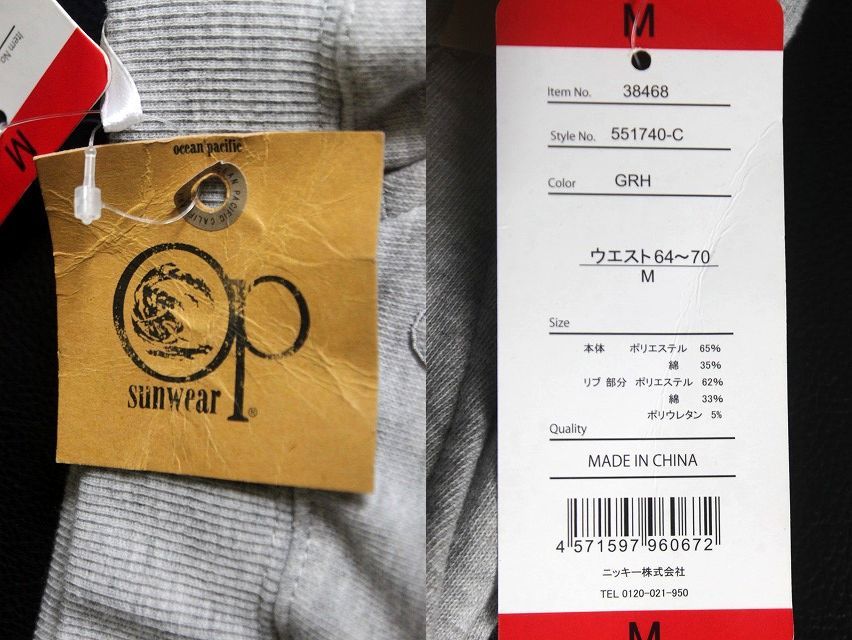 Item No.
M
ocean pacific
Op
sunwear®
M
Item No. 38468
Style No. 551740-C
Color GRH
ウエスト64～70
M
Size
本体 ポリエステル 65%
綿 35%
リブ 部分 ポリエステル 62%
綿 33%
ポリウレタン 5%
Quality
MADE IN CHINA
4 571597 960672
ニッキー株式会社
TEL 0120-021-950
M